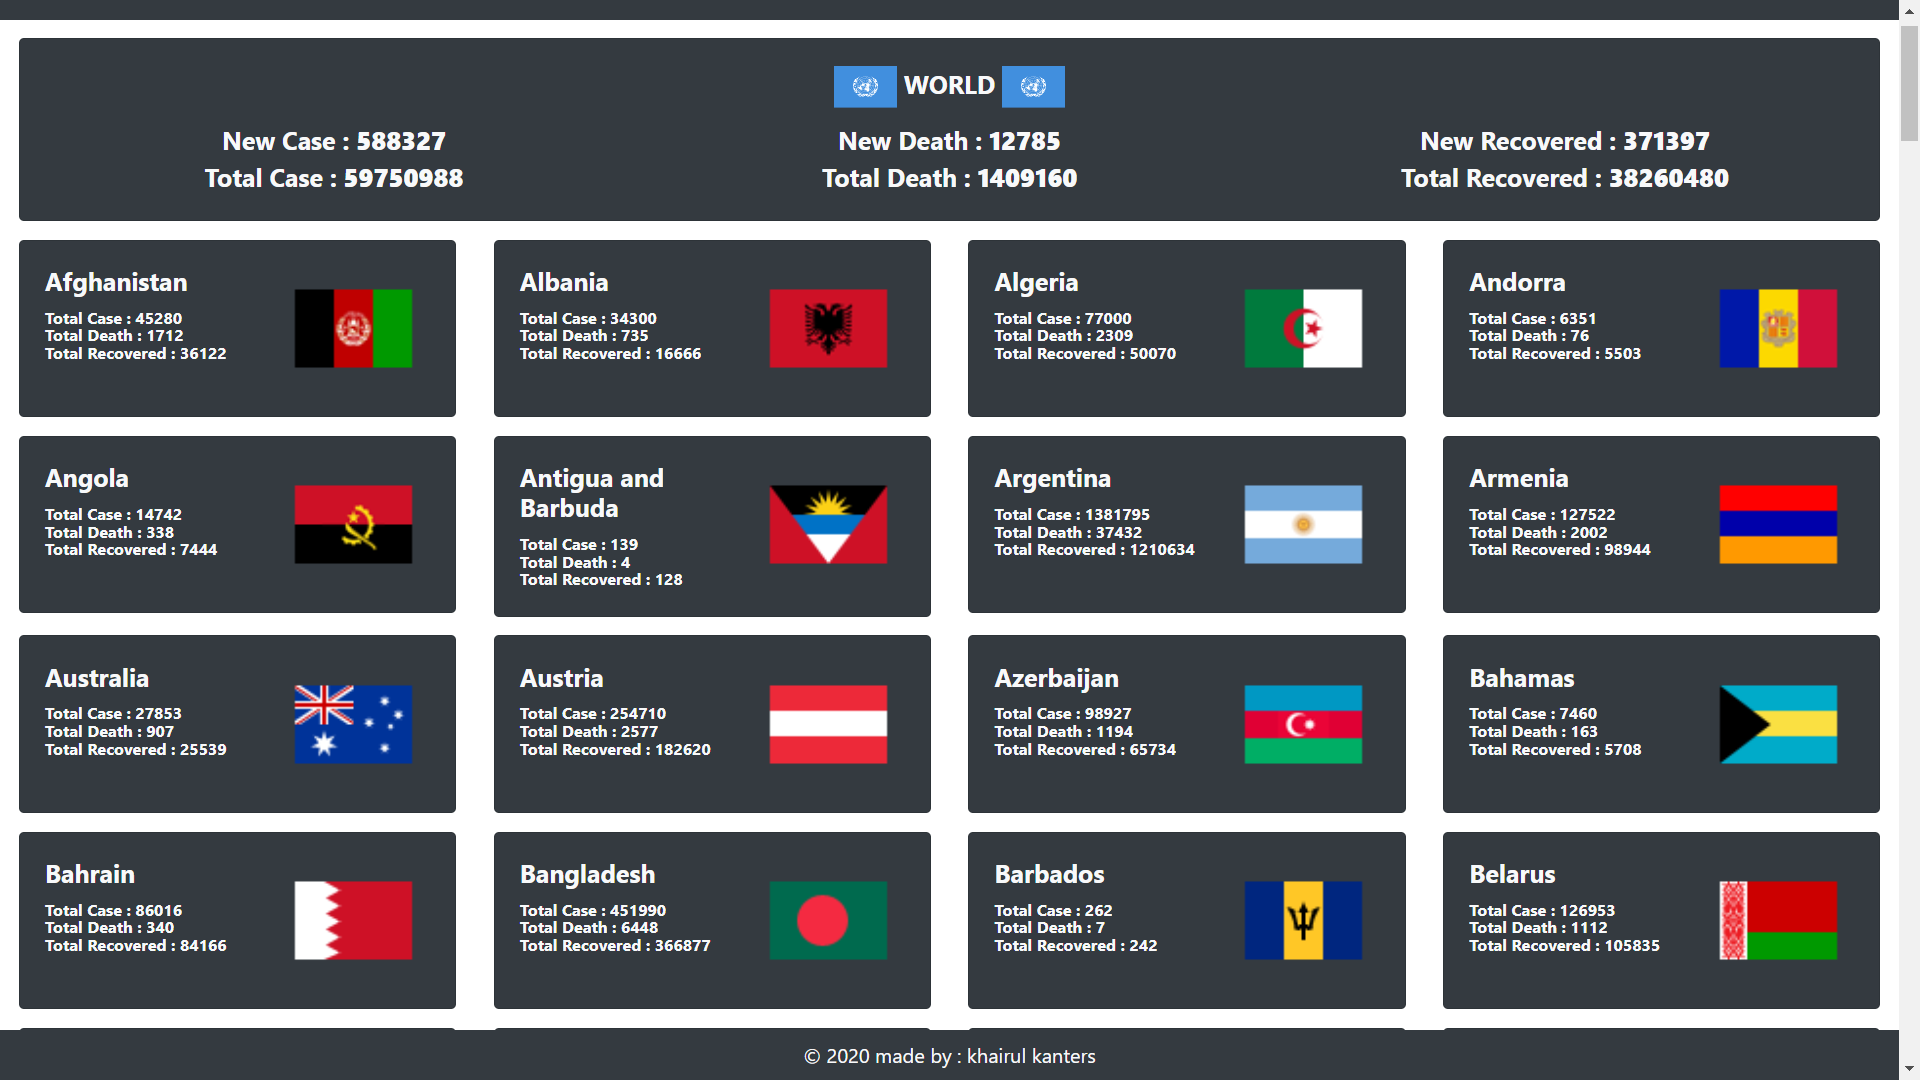 WORLD
New Case : 588327
Total Case : 59750988
New Death : 12785
Total Death : 1409160
New Recovered : 371397
Total Recovered : 38260480
Afghanistan
Total Case : 45280
Total Death : 1712
Total Recovered : 36122
Albania
Total Case : 34300
Total Death : 735
Total Recovered : 16666
Algeria
Total Case : 77000
Total Death : 2309
Total Recovered : 50070
Andorra
Total Case : 6351
Total Death : 76
Total Recovered : 5503
Angola
Total Case : 14742
Total Death : 338
Total Recovered : 7444
Antigua and
Barbuda
Total Case : 139
Total Death : 4
Total Recovered : 128
Argentina
Total Case : 1381795
Total Death : 37432
Total Recovered : 1210634
Armenia
Total Case : 127522
Total Death : 2002
Total Recovered : 98944
Australia
Total Case : 27853
Total Death : 907
Total Recovered : 25539
Austria
Total Case : 254710
Total Death : 2577
Total Recovered : 182620
Azerbaijan
Total Case : 98927
Total Death : 1194
Total Recovered : 65734
Bahamas
Total Case : 7460
Total Death : 163
Total Recovered : 5708
Bahrain
Total Case : 86016
Total Death : 340
Total Recovered : 84166
Bangladesh
Total Case : 451990
Total Death : 6448
Total Recovered : 366877
Barbados
Total Case : 262
Total Death : 7
Total Recovered : 242
Belarus
Total Case : 126953
Total Death : 1112
Total Recovered : 105835
© 2020 made by : khairul kanters